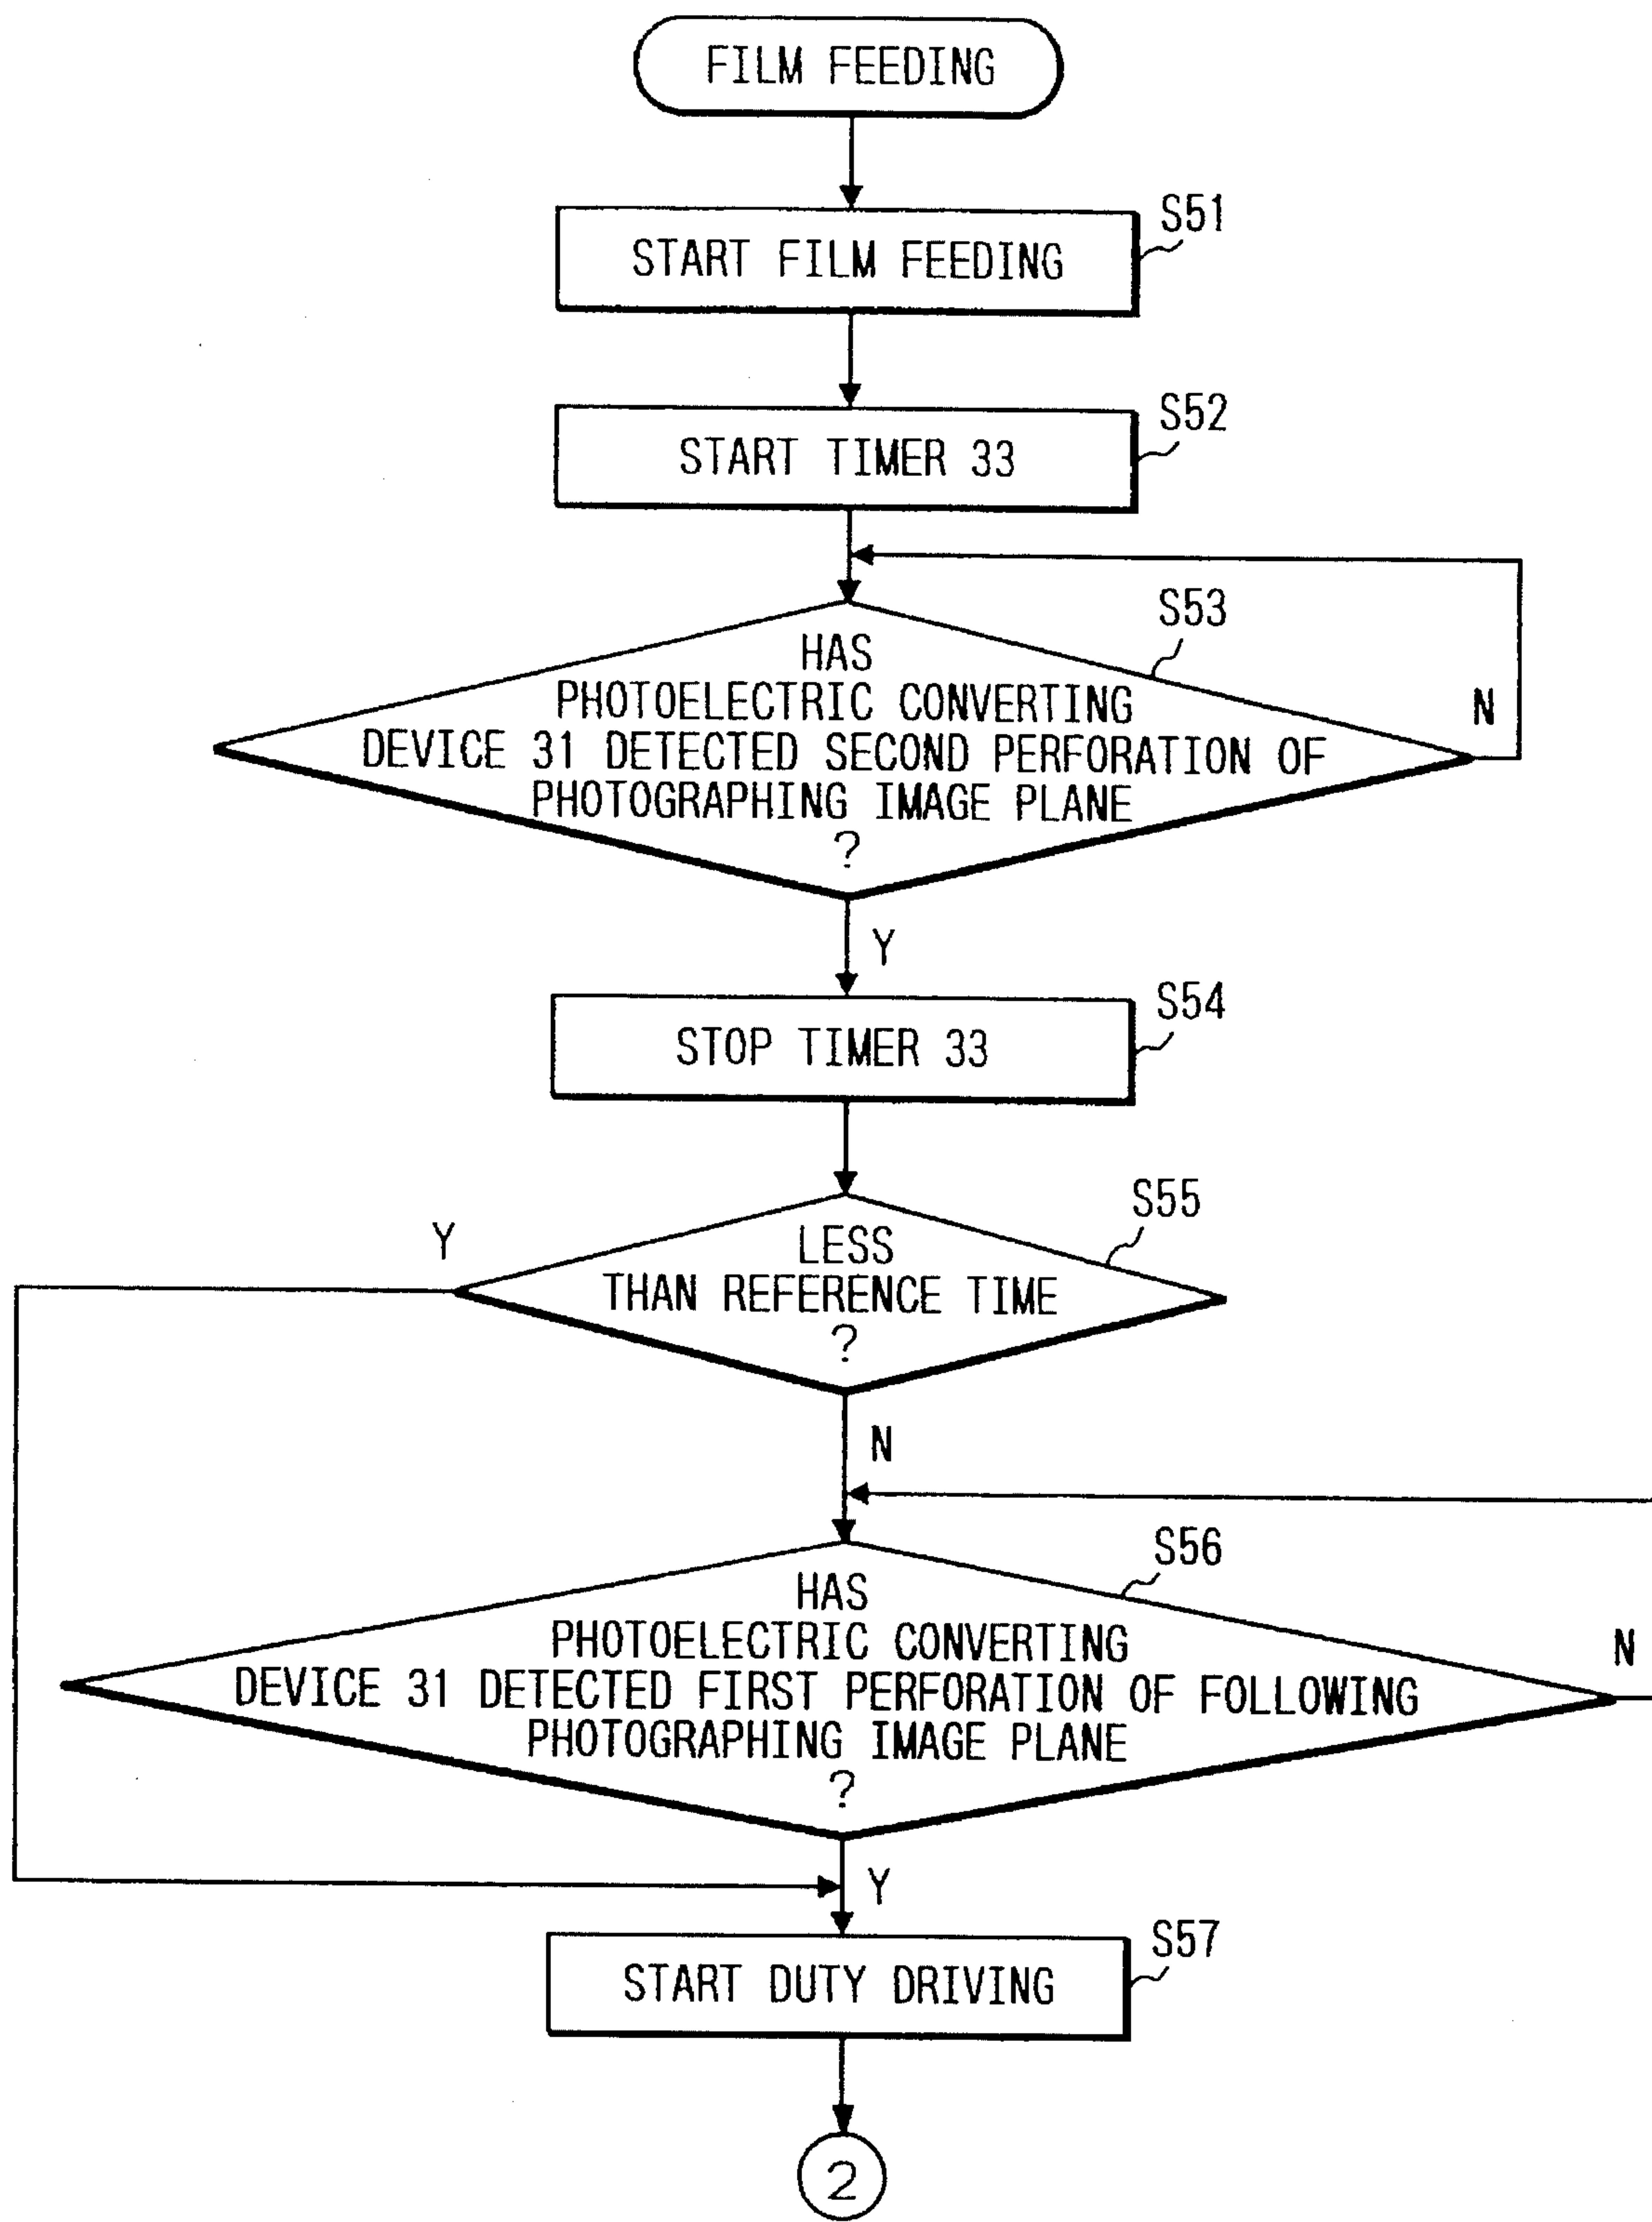 FILM FEEDING
S51
START FILM FEEDING
S52
START TIMER 33
S53
HAS
PHOTOELECTRIC CONVERTING
DEVICE 31 DETECTED SECOND PERFORATION OF
PHOTOGRAPHING IMAGE PLANE
?
N
Y
S54
STOP TIMER 33
S55
Y
LESS
THAN REFERENCE TIME
?
N
S56
HAS
PHOTOELECTRIC CONVERTING
DEVICE 31 DETECTED FIRST PERFORATION OF FOLLOWING
PHOTOGRAPHING IMAGE PLANE
?
N
Y
S57
START DUTY DRIVING
2